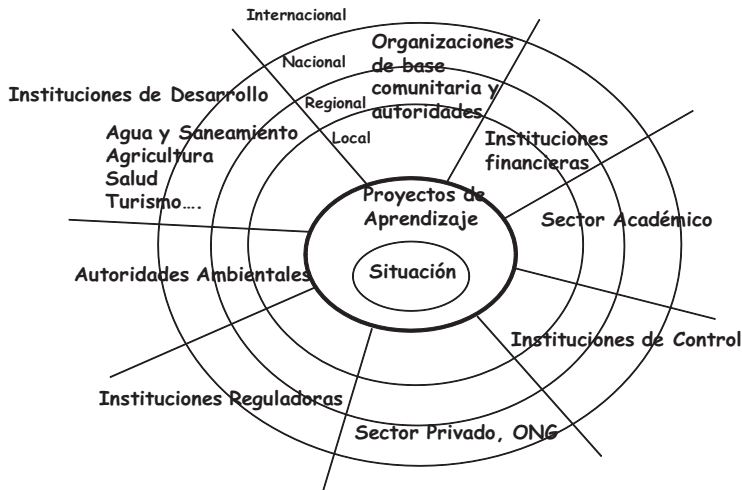 Internacional
Nacional
Regional
Local
Organizaciones
de base
comunitaria y
autoridades
Instituciones de Desarrollo
Agua y Saneamiento
Agricultura
Salud
Turismo....
Instituciones
financieras
Proyectos de
Aprendizaje
Sector Académico
Situación
Autoridades Ambientales
Instituciones de Control
Instituciones Reguladoras
Sector Privado, ONG